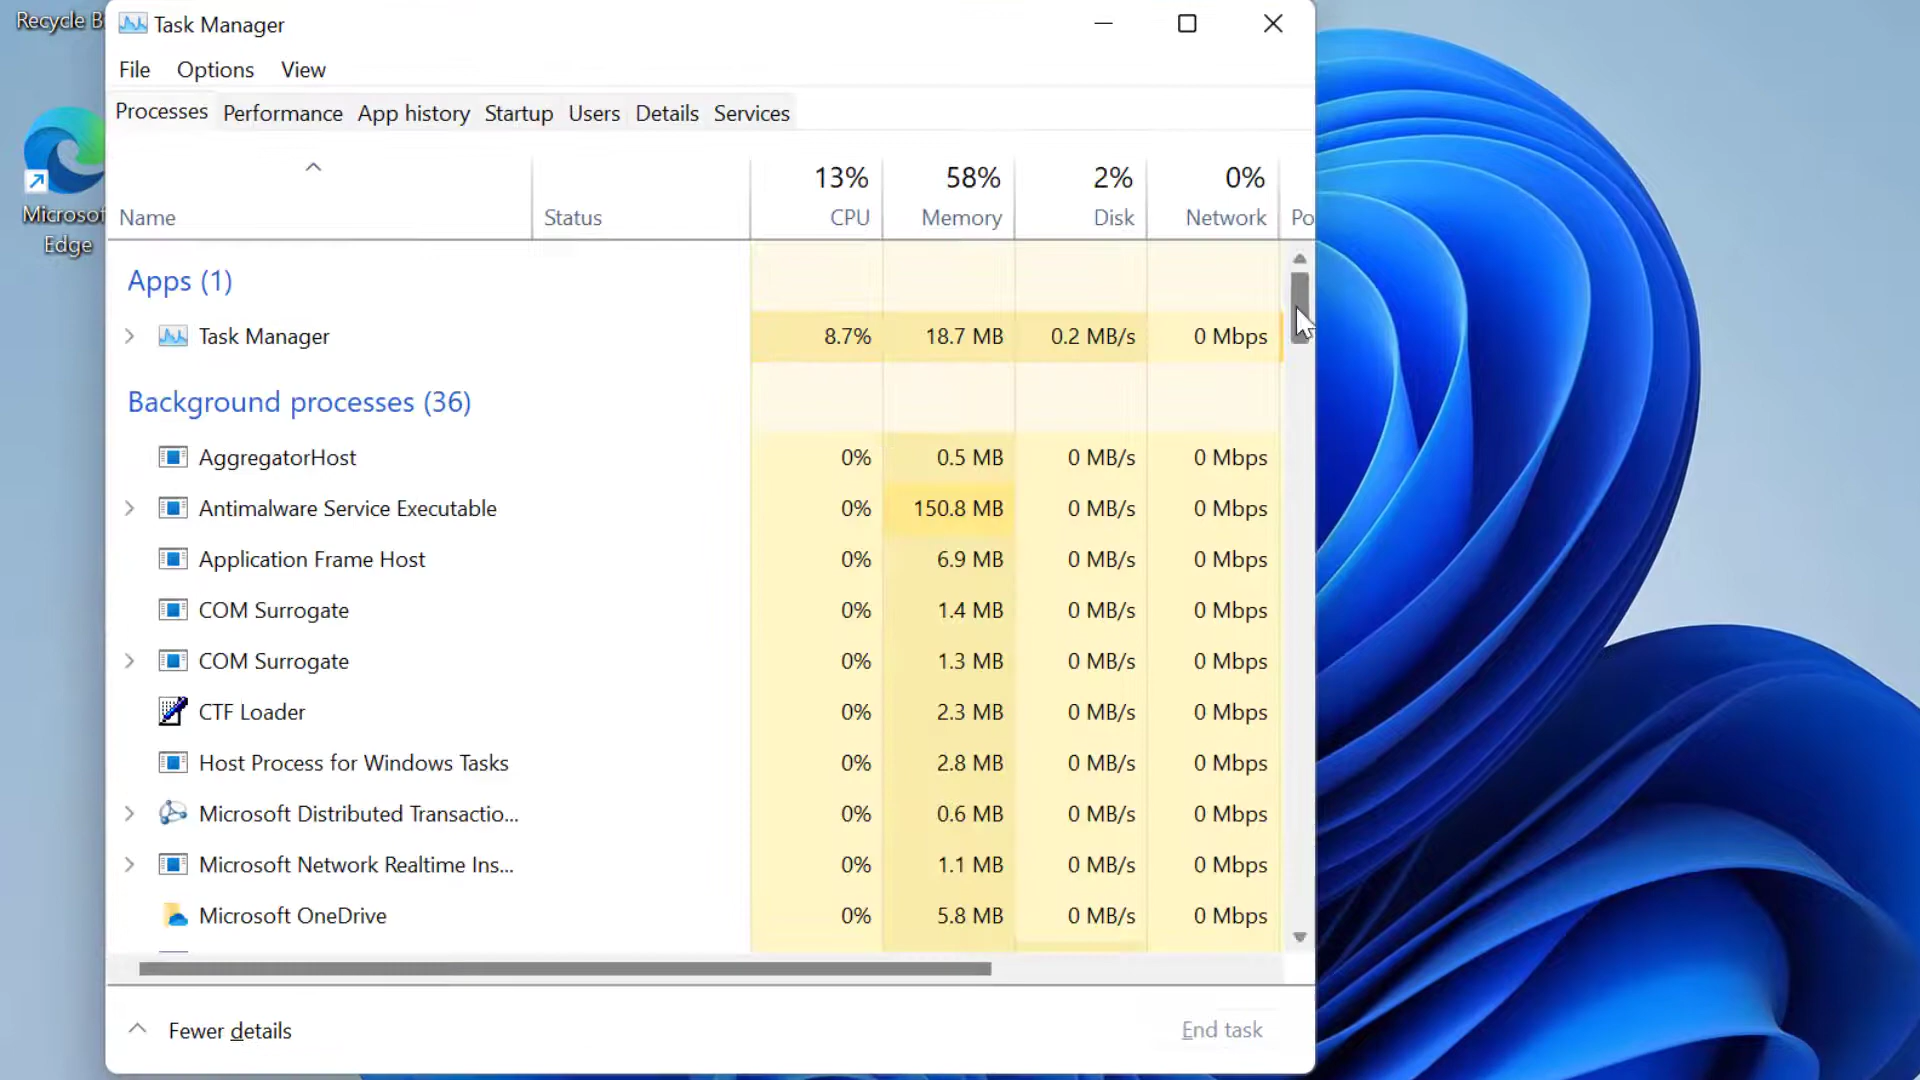 Recycle B
Task Manager
File Options View
Processes Performance App history Startup Users Details Services
13% 58% 2% 0%
Name Status CPU Memory Disk Network Po
Microsof
Edge
Apps (1)
Task Manager 8.7% 18.7 MB 0.2 MB/s 0 Mbps
Background processes (36)
AggregatorHost 0% 0.5 MB 0 MB/s 0 Mbps
Antimalware Service Executable 0% 150.8 MB 0 MB/s 0 Mbps
Application Frame Host 0% 6.9 MB 0 MB/s 0 Mbps
COM Surrogate 0% 1.4 MB 0 MB/s 0 Mbps
COM Surrogate 0% 1.3 MB 0 MB/s 0 Mbps
CTF Loader 0% 2.3 MB 0 MB/s 0 Mbps
Host Process for Windows Tasks 0% 2.8 MB 0 MB/s 0 Mbps
Microsoft Distributed Transactio... 0% 0.6 MB 0 MB/s 0 Mbps
Microsoft Network Realtime Ins... 0% 1.1 MB 0 MB/s 0 Mbps
Microsoft OneDrive 0% 5.8 MB 0 MB/s 0 Mbps
Fewer details End task